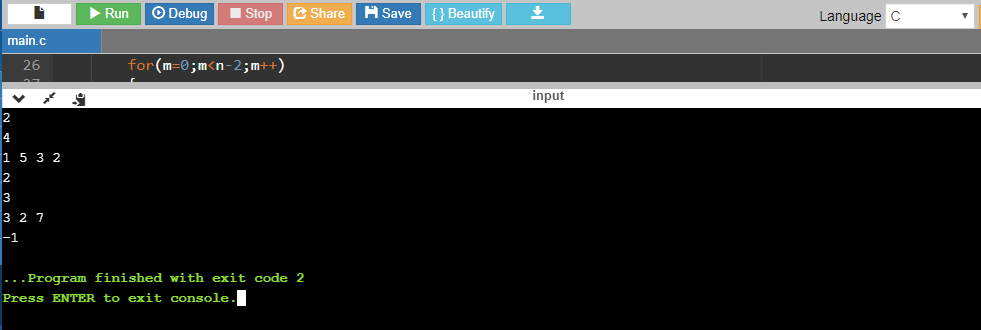 Run Debug Stop Share Save { } Beautify Language C
main.c
26 for(m=0;m<n-2;m++)
27 {
input
2
4
1 5 3 2
2
3
3 2 7
-1
...Program finished with exit code 2
Press ENTER to exit console.